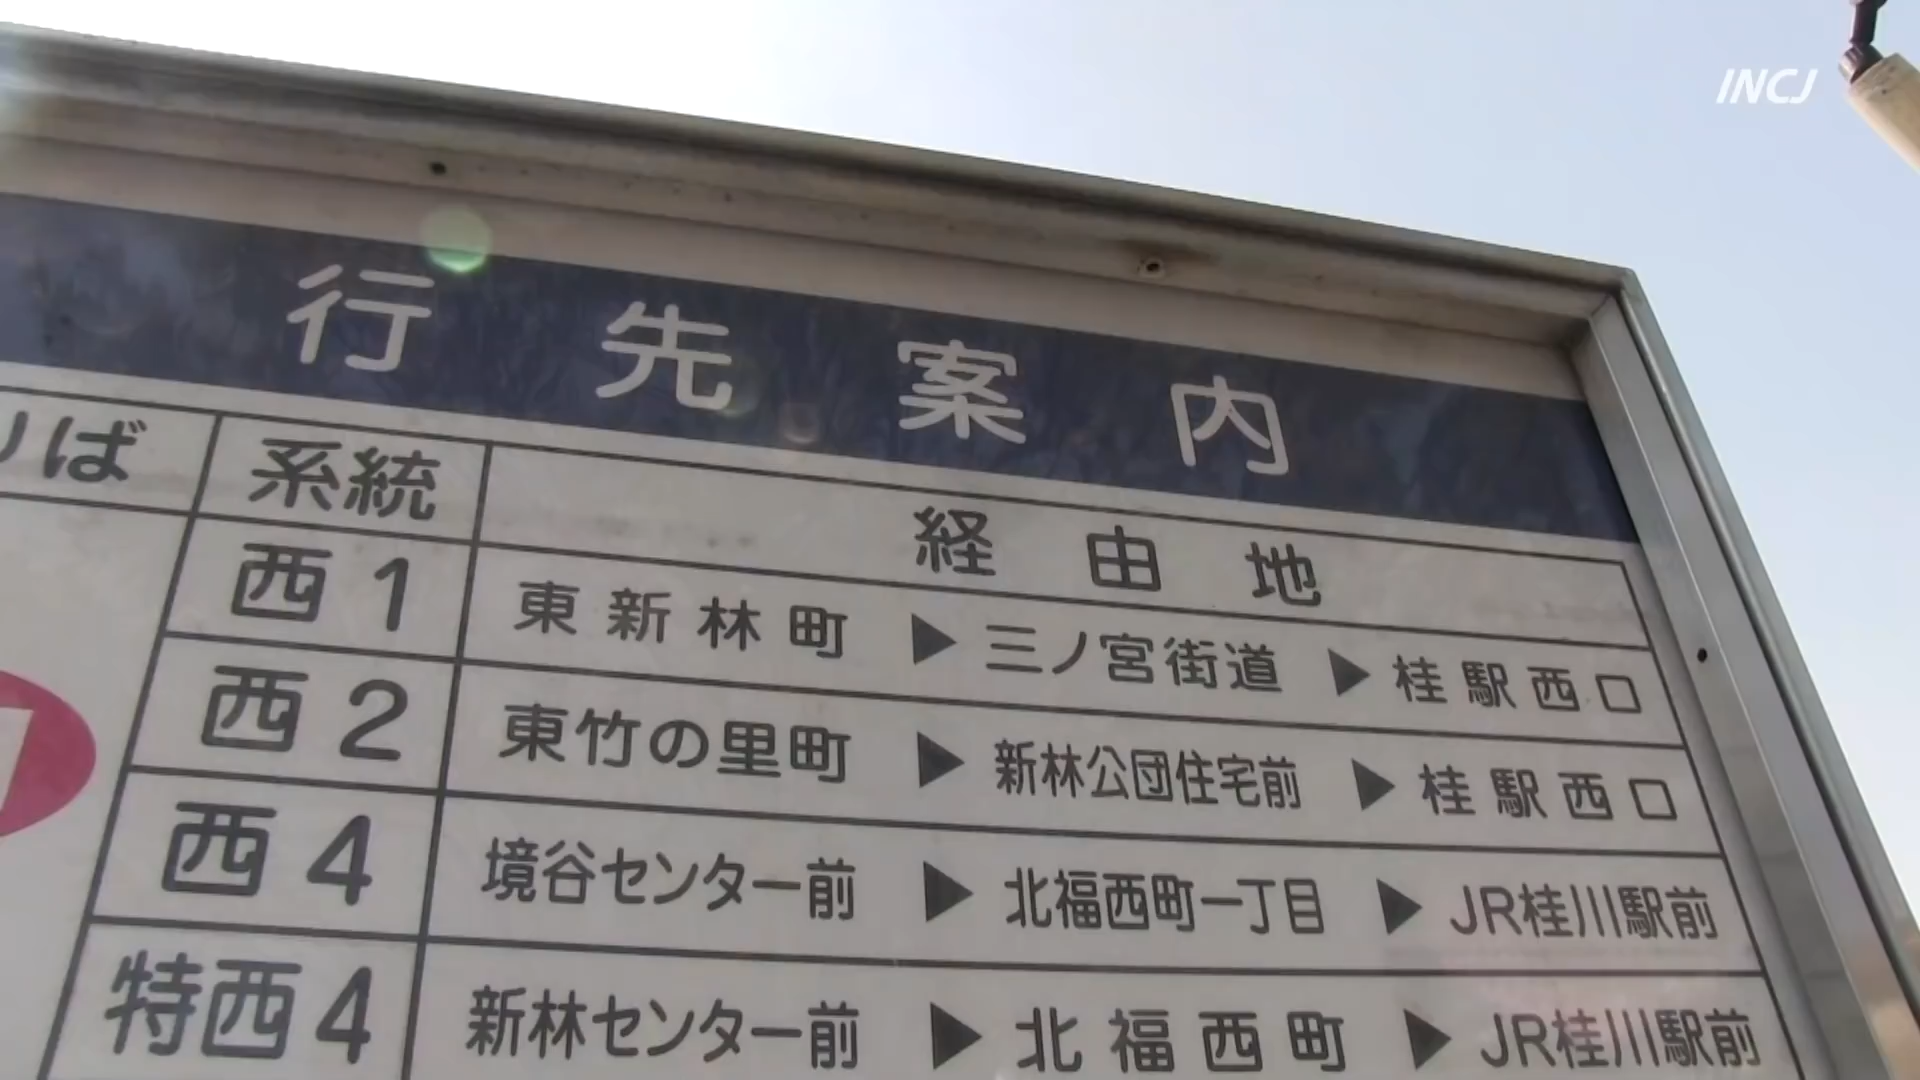 INCJ
行先案内
りば 系統 経由地
西1 東新林町 ▶ 三ノ宮街道 ▶ 桂駅西口
西2 東竹の里町 ▶ 新林公団住宅前 ▶ 桂駅西口
西4 境谷センター前 ▶ 北福西町一丁目 ▶ JR桂川駅前
特西4 新林センター前 ▶ 北福西町 ▶ JR桂川駅前